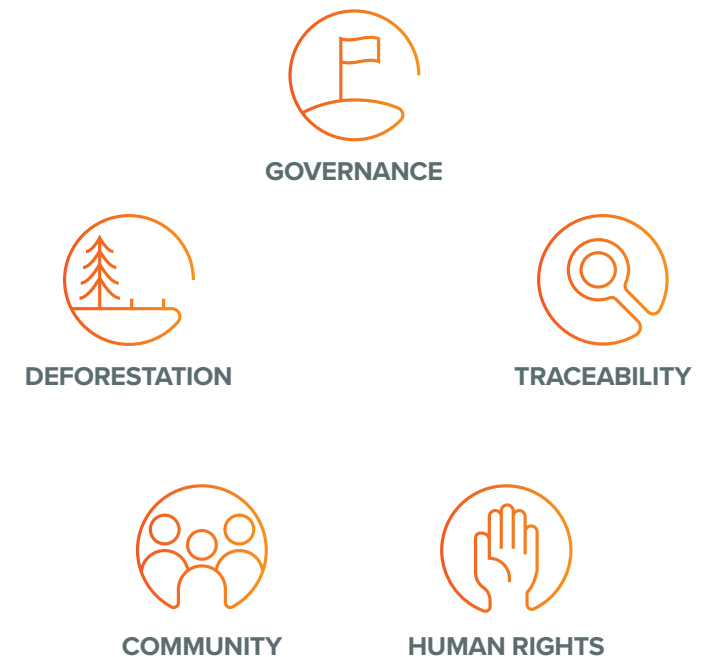 GOVERNANCE
DEFORESTATION
TRACEABILITY
COMMUNITY
HUMAN RIGHTS